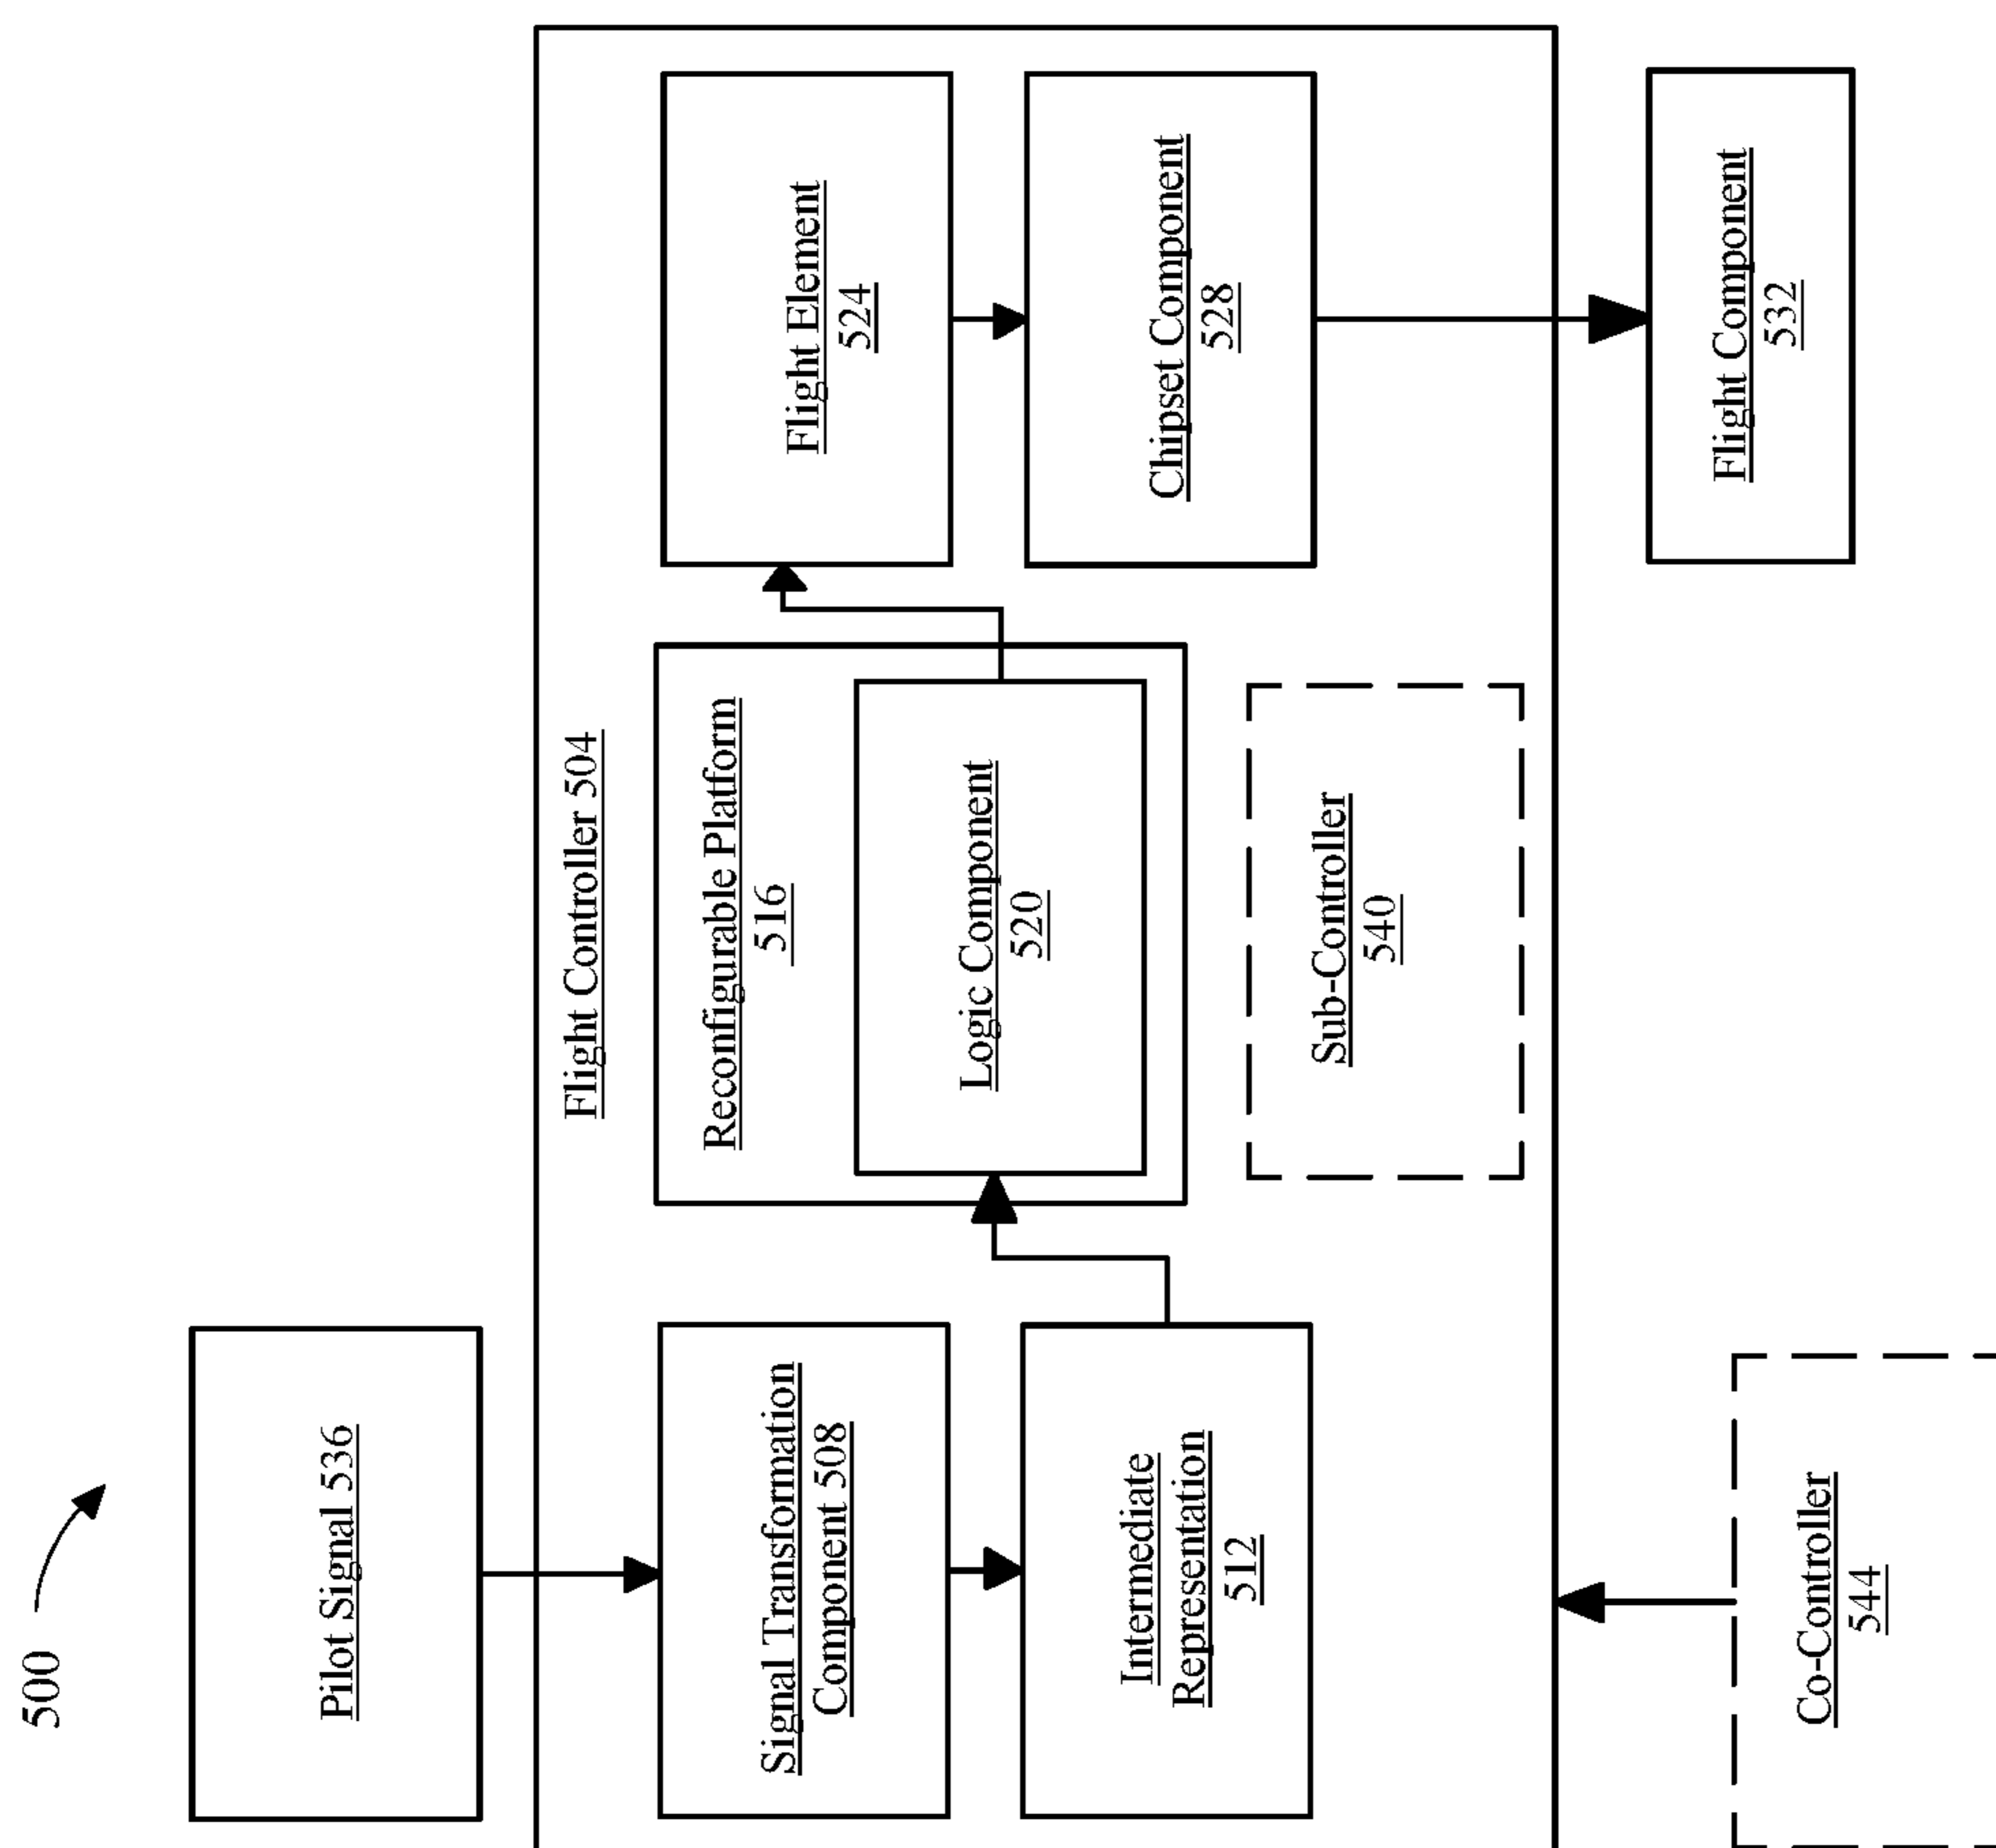 500
Pilot Signal 536
Flight Controller 504
Signal Transformation
Component 508
Intermediate
Representation
512
Reconfigurable Platform
516
Logic Component
520
Sub-Controller
540
Flight Element
524
Chipset Component
528
Co-Controller
544
Flight Component
532